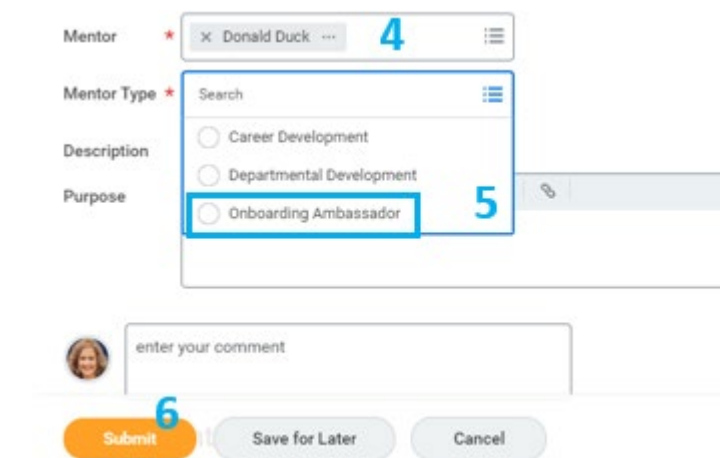 Mentor * × Donald Duck ... 4
Mentor Type * Search
Career Development
Description
Departmental Development
Purpose
Onboarding Ambassador 5
enter your comment
6
Submit Save for Later Cancel